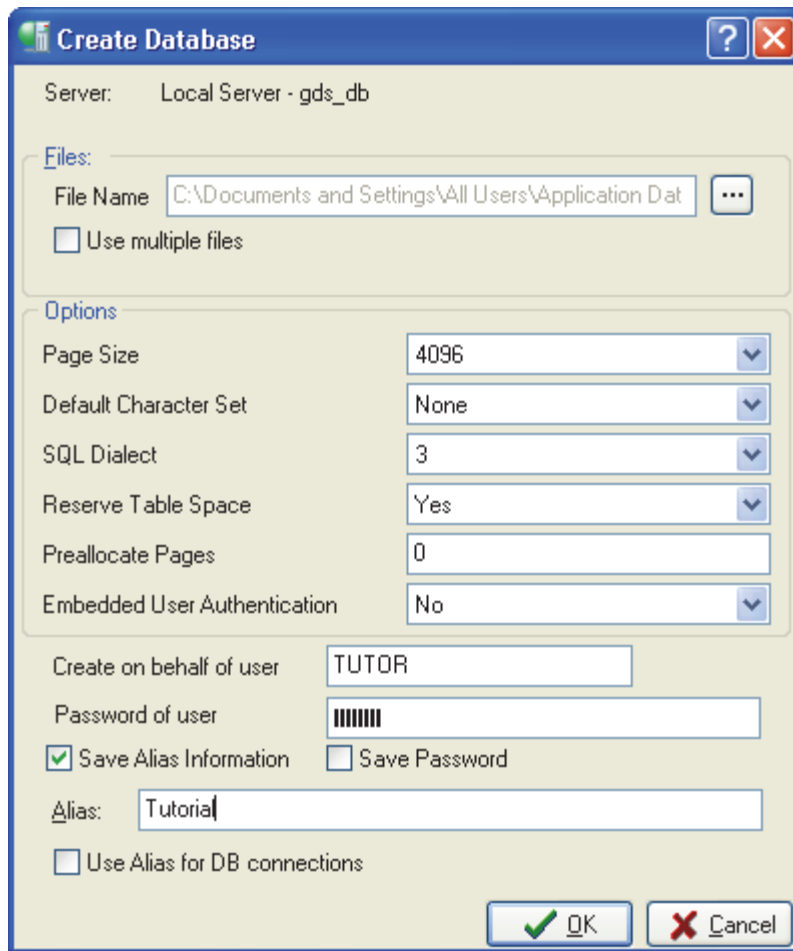 Create Database
Server: Local Server - gds_db
Files:
File Name C:\Documents and Settings\All Users\Application Dat ...
Use multiple files
Options
Page Size 4096
Default Character Set None
SQL Dialect 3
Reserve Table Space Yes
Preallocate Pages 0
Embedded User Authentication No
Create on behalf of user TUTOR
Password of user
Save Alias Information Save Password
Alias: Tutorial
Use Alias for DB connections
OK Cancel